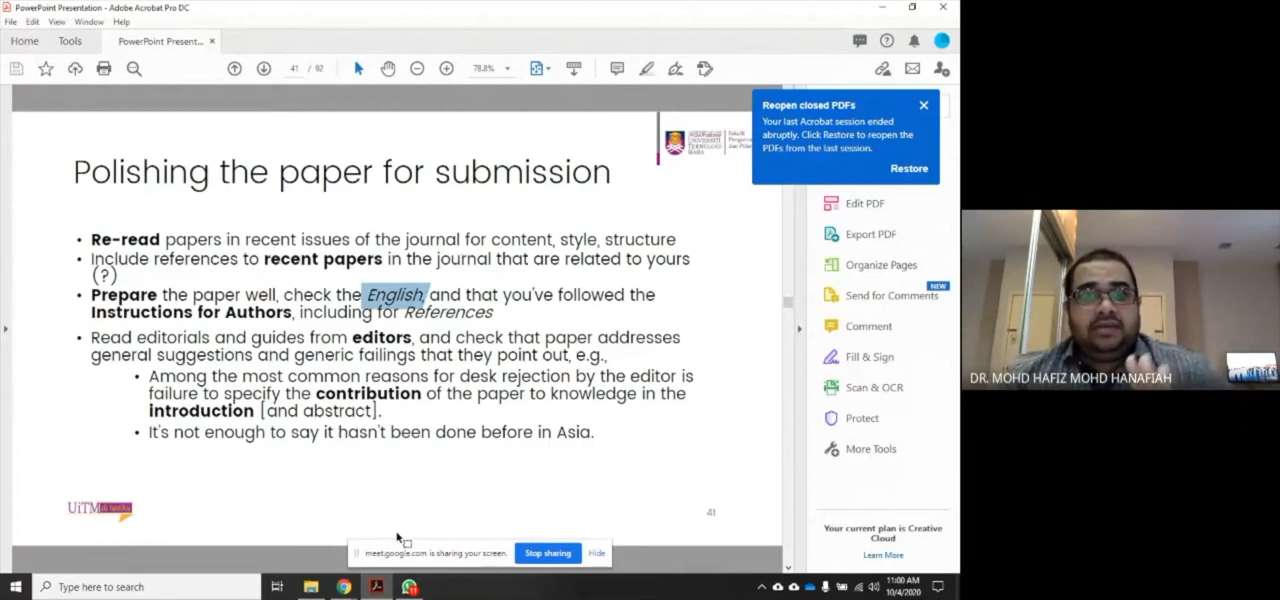 PowerPoint Presentation - Adobe Acrobat Pro DC
File Edit View Window Help
Home Tools PowerPoint Present... ×
41 / 92 78.8%
Reopen closed PDFs
Your last Acrobat session ended
abruptly. Click Restore to reopen the
PDFs from the last session.
Restore
UNIVERSITI
TEKNOLOGI
MARA
Polishing the paper for submission
• Re-read papers in recent issues of the journal for content, style, structure
• Include references to recent papers in the journal that are related to yours
(?)
• Prepare the paper well, check the English, and that you've followed the
Instructions for Authors, including for References
• Read editorials and guides from editors, and check that paper addresses
general suggestions and generic failings that they point out, e.g.,
• Among the most common reasons for desk rejection by the editor is
failure to specify the contribution of the paper to knowledge in the
introduction [and abstract].
• It's not enough to say it hasn't been done before in Asia.
UiTM
41
Edit PDF
Export PDF
Organize Pages
NEW
Send for Comments
Comment
Fill & Sign
Scan & OCR
Protect
More Tools
Your current plan is Creative
Cloud
Learn More
DR. MOHD HAFIZ MOHD HANAFIAH
meet.google.com is sharing your screen. Stop sharing Hide
Type here to search
11:00 AM
10/4/2020